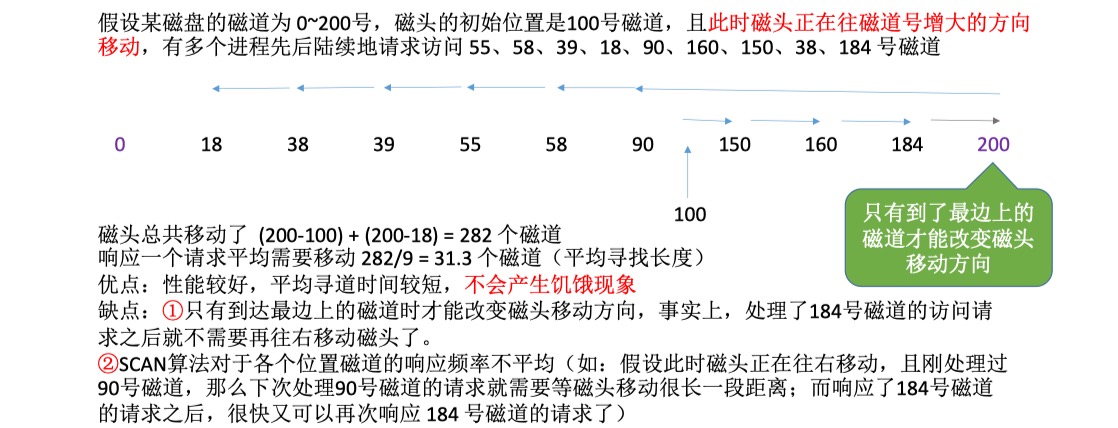 假设某磁盘的磁道为 0~200号，磁头的初始位置是100号磁道，且此时磁头正在往磁道号增大的方向
移动，有多个进程先后陆续地请求访问 55、58、39、18、90、160、150、38、184 号磁道
0 18 38 39 55 58 90 150 160 184 200
100
只有到了最边上的
磁道才能改变磁头
移动方向
磁头总共移动了 (200-100) + (200-18) = 282 个磁道
响应一个请求平均需要移动 282/9 = 31.3 个磁道（平均寻找长度）
优点：性能较好，平均寻道时间较短，不会产生饥饿现象
缺点：①只有到达最边上的磁道时才能改变磁头移动方向，事实上，处理了184号磁道的访问请
求之后就不需要再往右移动磁头了。
②SCAN算法对于各个位置磁道的响应频率不平均（如：假设此时磁头正在往右移动，且刚处理过
90号磁道，那么下次处理90号磁道的请求就需要等磁头移动很长一段距离；而响应了184号磁道
的请求之后，很快又可以再次响应 184 号磁道的请求了）